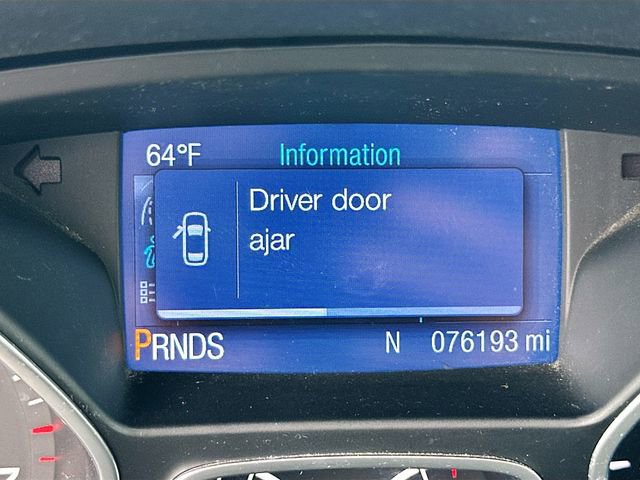 64°F Information
Driver door
ajar
PRNDS N 076193 mi